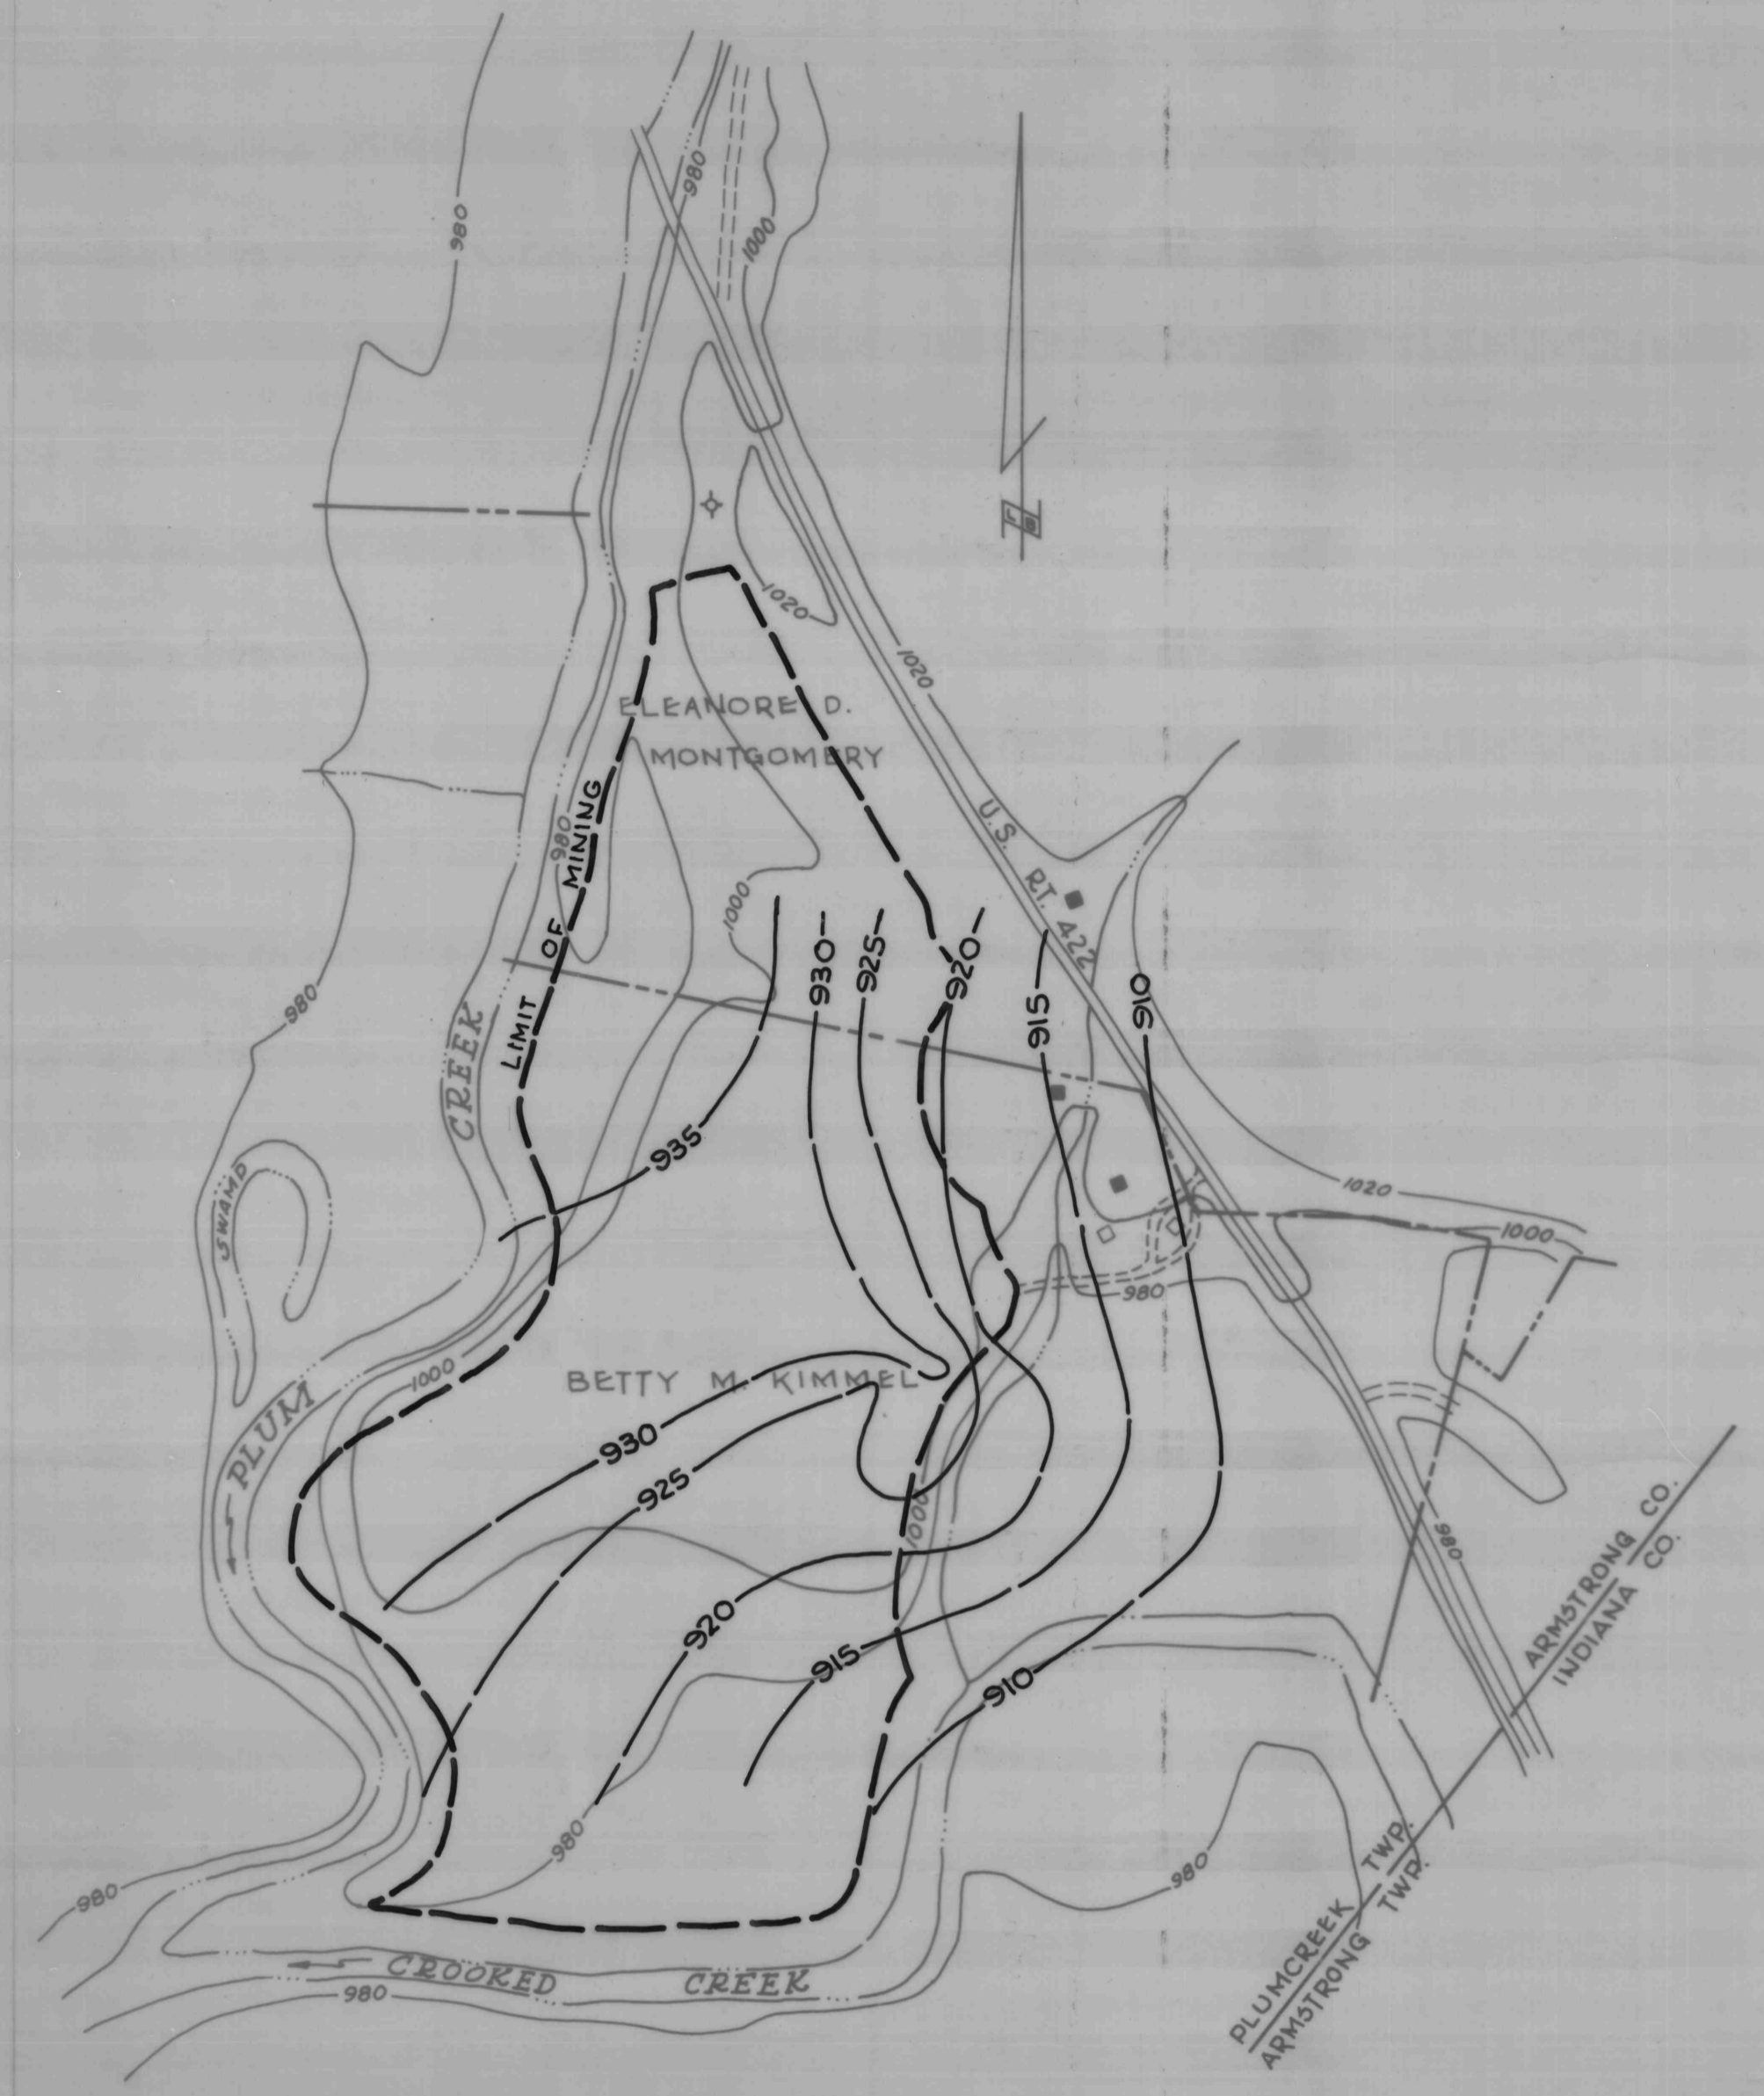 980
980
1000
1020
1020
ELEANORE D.
MONTGOMERY
U.S. RT. 422
980
LIMIT OF MINING
1000
930
925
920
915
910
980
CREEK
935
SWAMP
1020
1000
980
1000
BETTY M. KIMMEL
PLUM
930
925
1000
980
ARMSTRONG CO.
INDIANA CO.
920
915
910
980
980
980
PLUMCREEK TWP.
ARMSTRONG TWP.
CROOKED CREEK
980